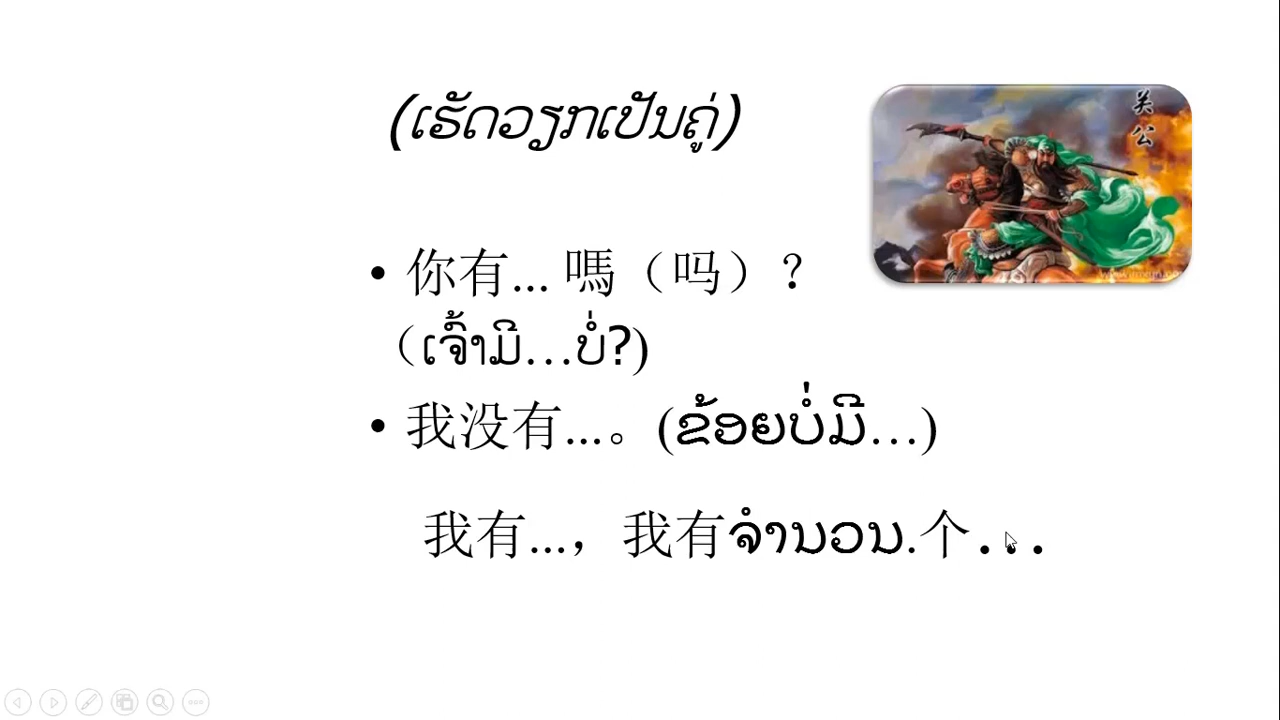 (ເຮັດວຽກເປັນຄູ່)
关公
• 你有... 嗎（吗）？
（ເຈົ້າມີ...ບໍ່?)
• 我没有...。(ຂ້ອຍບໍ່ມີ...)
我有...，我有ຈຳນວນ.个...